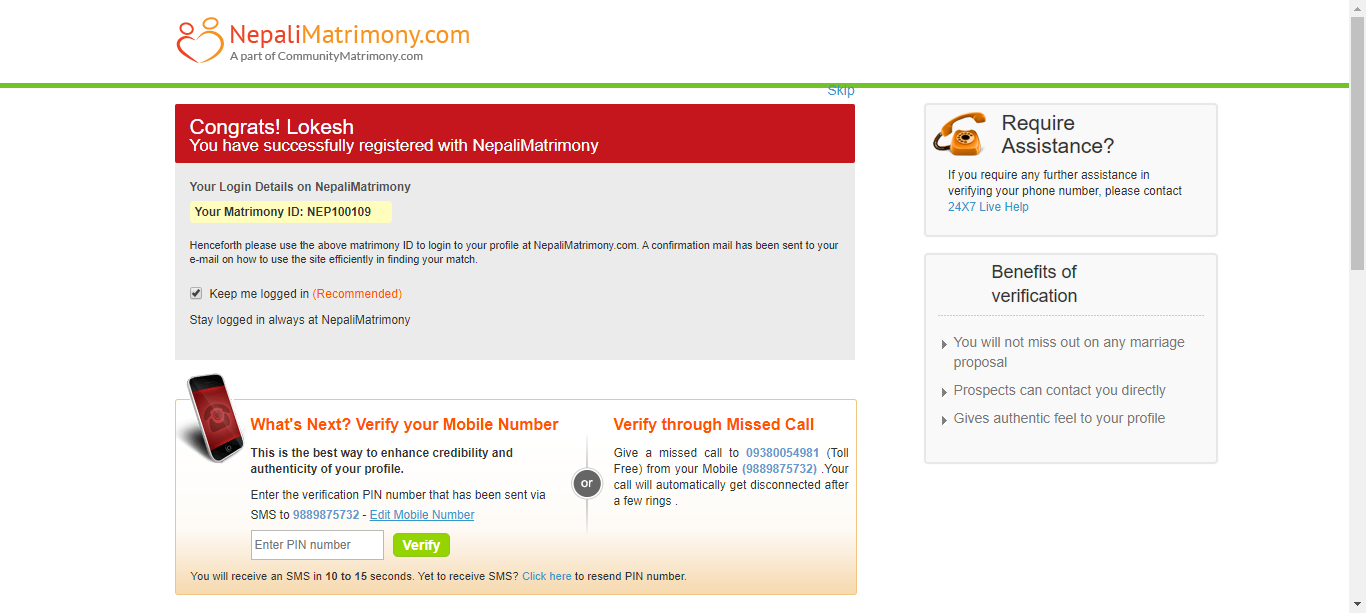 NepaliMatrimony.com
A part of CommunityMatrimony.com
Skip
Congrats! Lokesh
You have successfully registered with NepaliMatrimony
Your Login Details on NepaliMatrimony
Your Matrimony ID: NEP100109
Henceforth please use the above matrimony ID to login to your profile at NepaliMatrimony.com. A confirmation mail has been sent to your
e-mail on how to use the site efficiently in finding your match.
Keep me logged in (Recommended)
Stay logged in always at NepaliMatrimony
What's Next? Verify your Mobile Number
This is the best way to enhance credibility and
authenticity of your profile.
Enter the verification PIN number that has been sent via
SMS to 9889875732 - Edit Mobile Number
Enter PIN number
Verify
or
Verify through Missed Call
Give a missed call to 09380054981 (Toll
Free) from your Mobile (9889875732) .Your
call will automatically get disconnected after
a few rings .
You will receive an SMS in 10 to 15 seconds. Yet to receive SMS? Click here to resend PIN number.
Require
Assistance?
If you require any further assistance in
verifying your phone number, please contact
24X7 Live Help
Benefits of
verification
You will not miss out on any marriage
proposal
Prospects can contact you directly
Gives authentic feel to your profile